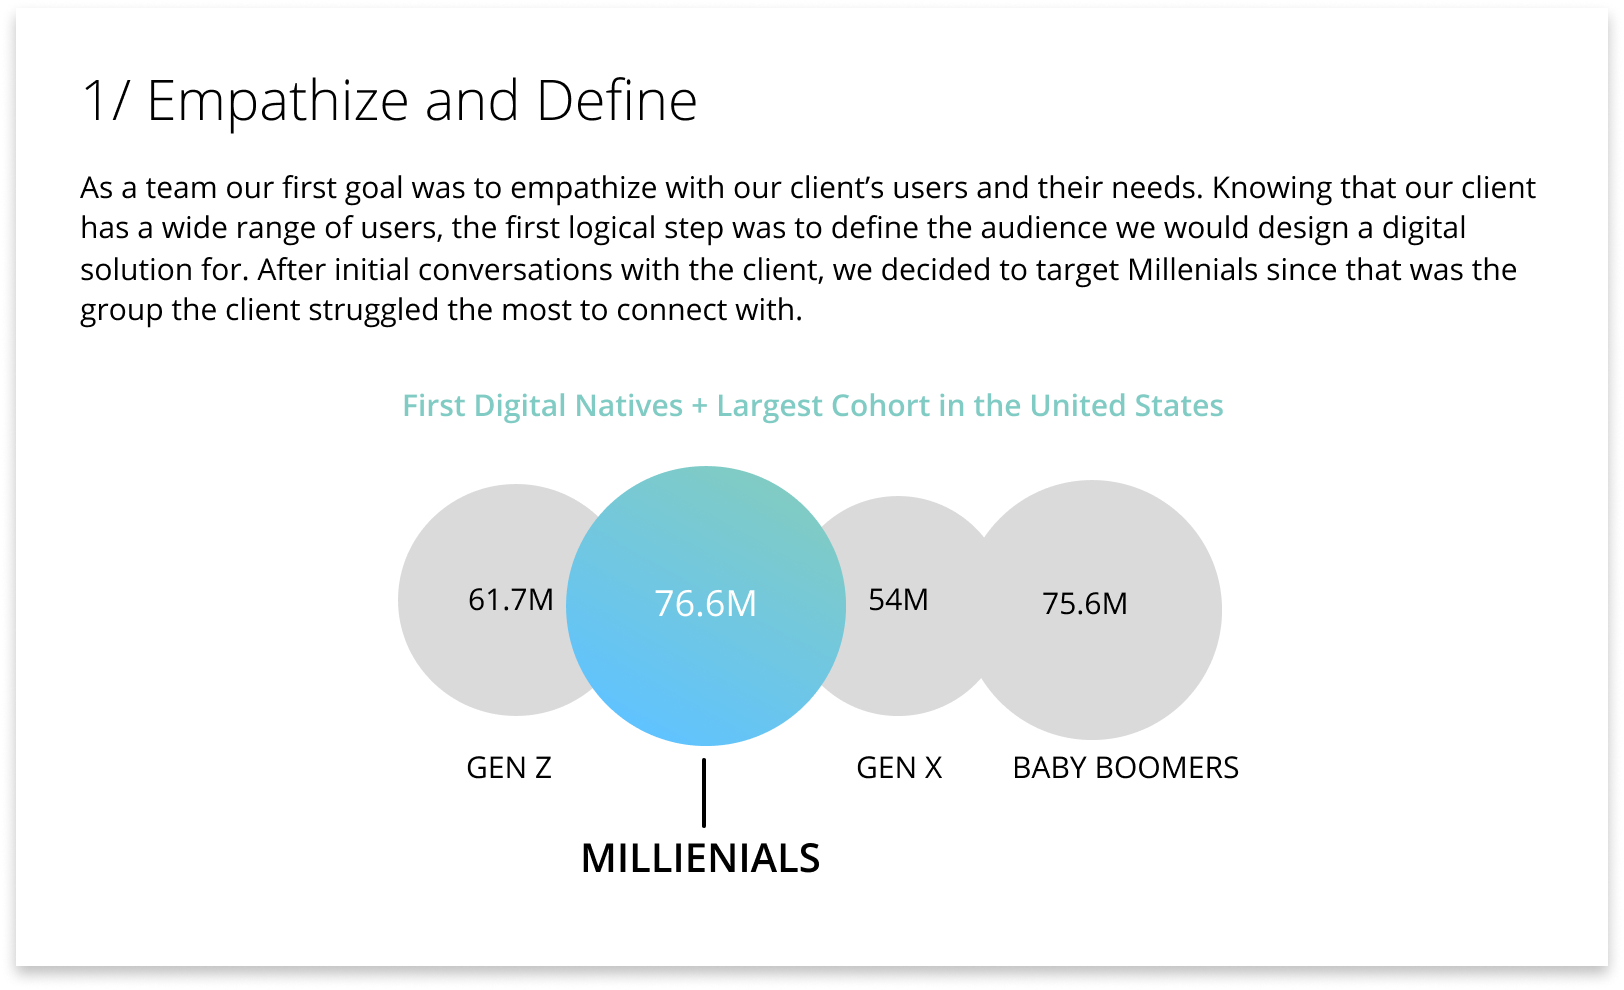 1/ Empathize and Define
As a team our first goal was to empathize with our client’s users and their needs. Knowing that our client
has a wide range of users, the first logical step was to define the audience we would design a digital
solution for. After initial conversations with the client, we decided to target Millenials since that was the
group the client struggled the most to connect with.
First Digital Natives + Largest Cohort in the United States
61.7M
76.6M
54M
75.6M
GEN Z
GEN X
BABY BOOMERS
MILLIENIALS